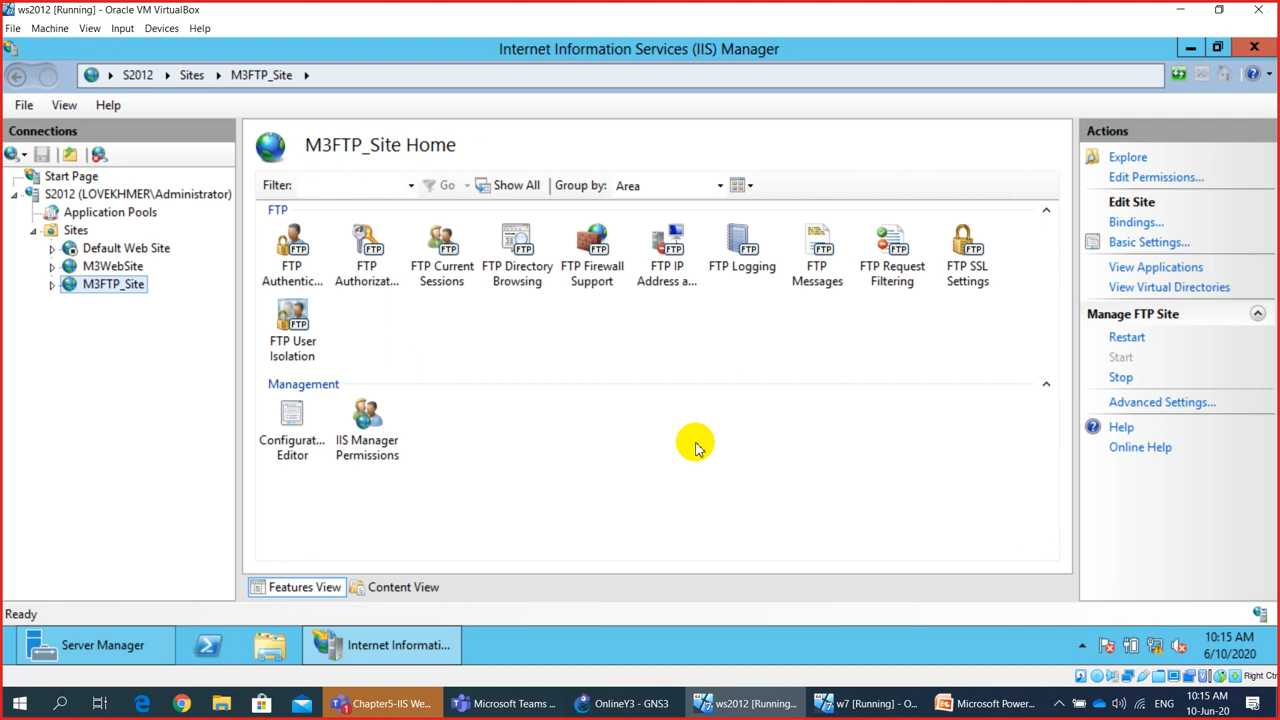 ws2012 [Running] - Oracle VM VirtualBox
File Machine View Input Devices Help
Internet Information Services (IIS) Manager
S2012 Sites M3FTP_Site
File View Help
Connections
Start Page
S2012 (LOVEKHMER\Administrator)
Application Pools
Sites
Default Web Site
M3WebSite
M3FTP_Site
M3FTP_Site Home
Filter: Go Show All Group by: Area
FTP
FTP Authentic...
FTP Authorizat...
FTP Current Sessions
FTP Directory Browsing
FTP Firewall Support
FTP IP Address a...
FTP Logging
FTP Messages
FTP Request Filtering
FTP SSL Settings
FTP User Isolation
Management
Configurat... Editor
IIS Manager Permissions
Features View Content View
Actions
Explore
Edit Permissions...
Edit Site
Bindings...
Basic Settings...
View Applications
View Virtual Directories
Manage FTP Site
Restart
Start
Stop
Advanced Settings...
Help
Online Help
Ready
Server Manager
Internet Informati...
10:15 AM
6/10/2020
Right Ctr
Chapter5-IIS We...
Microsoft Teams ...
OnlineY3 - GNS3
ws2012 [Running...
w7 [Running] - O...
Microsoft Power...
ENG
10:15 AM
10-Jun-20